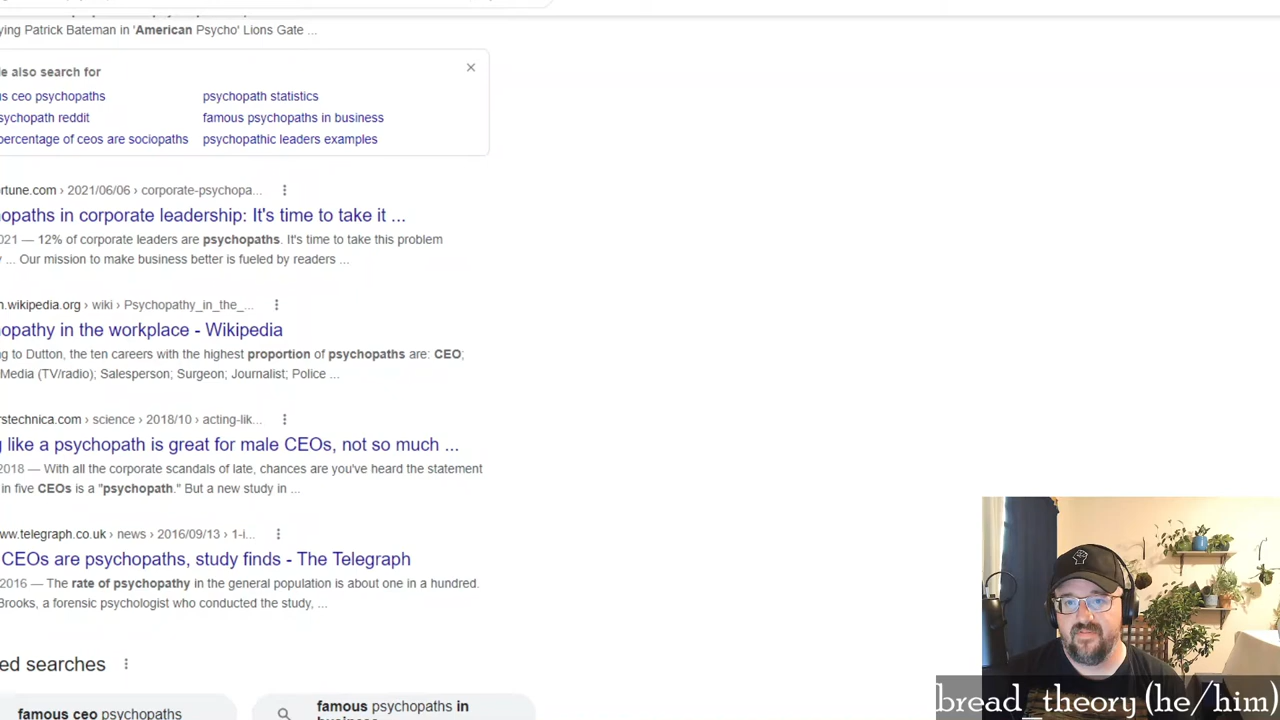 ying Patrick Bateman in 'American Psycho' Lions Gate ...
le also search for
us ceo psychopaths
psychopath statistics
sychopath reddit
famous psychopaths in business
percentage of ceos are sociopaths
psychopathic leaders examples
rtune.com › 2021/06/06 › corporate-psychopa...
opaths in corporate leadership: It's time to take it ...
021 — 12% of corporate leaders are psychopaths. It's time to take this problem
y ... Our mission to make business better is fueled by readers ...
n.wikipedia.org › wiki › Psychopathy_in_the_...
opathy in the workplace - Wikipedia
ng to Dutton, the ten careers with the highest proportion of psychopaths are: CEO;
Media (TV/radio); Salesperson; Surgeon; Journalist; Police ...
rstechnica.com › science › 2018/10 › acting-lik...
g like a psychopath is great for male CEOs, not so much ...
2018 — With all the corporate scandals of late, chances are you've heard the statement
in five CEOs is a "psychopath." But a new study in ...
ww.telegraph.co.uk › news › 2016/09/13 › 1-i...
CEOs are psychopaths, study finds - The Telegraph
2016 — The rate of psychopathy in the general population is about one in a hundred.
Brooks, a forensic psychologist who conducted the study, ...
ed searches
famous ceo psychopaths
famous psychopaths in
bread_theory (he/him)